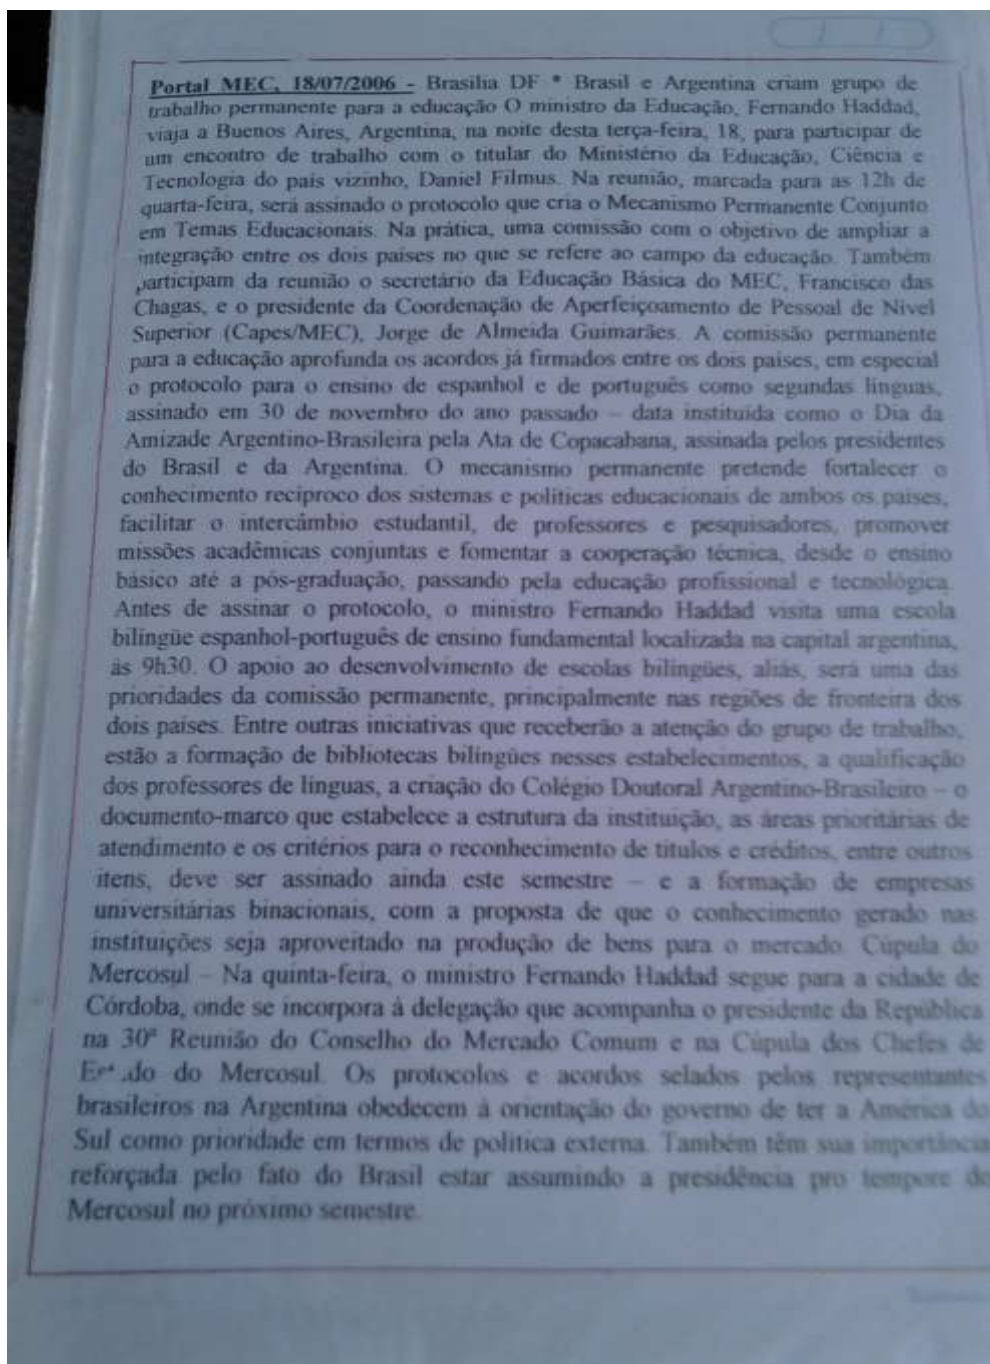 Portal MEC, 18/07/2006 - Brasília DF * Brasil e Argentina criam grupo de
trabalho permanente para a educação O ministro da Educação, Fernando Haddad,
viaja a Buenos Aires, Argentina, na noite desta terça-feira, 18, para participar de
um encontro de trabalho com o titular do Ministério da Educação, Ciência e
Tecnologia do país vizinho, Daniel Filmus. Na reunião, marcada para as 12h de
quarta-feira, será assinado o protocolo que cria o Mecanismo Permanente Conjunto
em Temas Educacionais. Na prática, uma comissão com o objetivo de ampliar a
integração entre os dois países no que se refere ao campo da educação. Também
participam da reunião o secretário da Educação Básica do MEC, Francisco das
Chagas, e o presidente da Coordenação de Aperfeiçoamento de Pessoal de Nível
Superior (Capes/MEC), Jorge de Almeida Guimarães. A comissão permanente
para a educação aprofunda os acordos já firmados entre os dois países, em especial
o protocolo para o ensino de espanhol e de português como segundas línguas,
assinado em 30 de novembro do ano passado – data instituída como o Dia da
Amizade Argentino-Brasileira pela Ata de Copacabana, assinada pelos presidentes
do Brasil e da Argentina. O mecanismo permanente pretende fortalecer o
conhecimento recíproco dos sistemas e políticas educacionais de ambos os países,
facilitar o intercâmbio estudantil, de professores e pesquisadores, promover
missões acadêmicas conjuntas e fomentar a cooperação técnica, desde o ensino
básico até a pós-graduação, passando pela educação profissional e tecnológica.
Antes de assinar o protocolo, o ministro Fernando Haddad visita uma escola
bilíngüe espanhol-português de ensino fundamental localizada na capital argentina,
às 9h30. O apoio ao desenvolvimento de escolas bilíngües, aliás, será uma das
prioridades da comissão permanente, principalmente nas regiões de fronteira dos
dois países. Entre outras iniciativas que receberão a atenção do grupo de trabalho,
estão a formação de bibliotecas bilíngües nesses estabelecimentos, a qualificação
dos professores de línguas, a criação do Colégio Doutoral Argentino-Brasileiro – o
documento-marco que estabelece a estrutura da instituição, as áreas prioritárias de
atendimento e os critérios para o reconhecimento de títulos e créditos, entre outros
itens, deve ser assinado ainda este semestre – e a formação de empresas
universitárias binacionais, com a proposta de que o conhecimento gerado nas
instituições seja aproveitado na produção de bens para o mercado. Cúpula do
Mercosul – Na quinta-feira, o ministro Fernando Haddad segue para a cidade de
Córdoba, onde se incorpora à delegação que acompanha o presidente da República
na 30ª Reunião do Conselho do Mercado Comum e na Cúpula dos Chefes de
Estado do Mercosul. Os protocolos e acordos selados pelos representantes
brasileiros na Argentina obedecem à orientação do governo de ter a América do
Sul como prioridade em termos de política externa. Também têm sua importância
reforçada pelo fato do Brasil estar assumindo a presidência pro tempore do
Mercosul no próximo semestre.